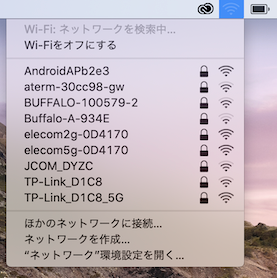 Wi-Fi: ネットワークを検索中...
Wi-Fiをオフにする
AndroidAPb2e3
aterm-30cc98-gw
BUFFALO-100579-2
Buffalo-A-934E
elecom2g-0D4170
elecom5g-0D4170
JCOM_DYZC
TP-Link_D1C8
TP-Link_D1C8_5G
ほかのネットワークに接続...
ネットワークを作成...
“ネットワーク”環境設定を開く...